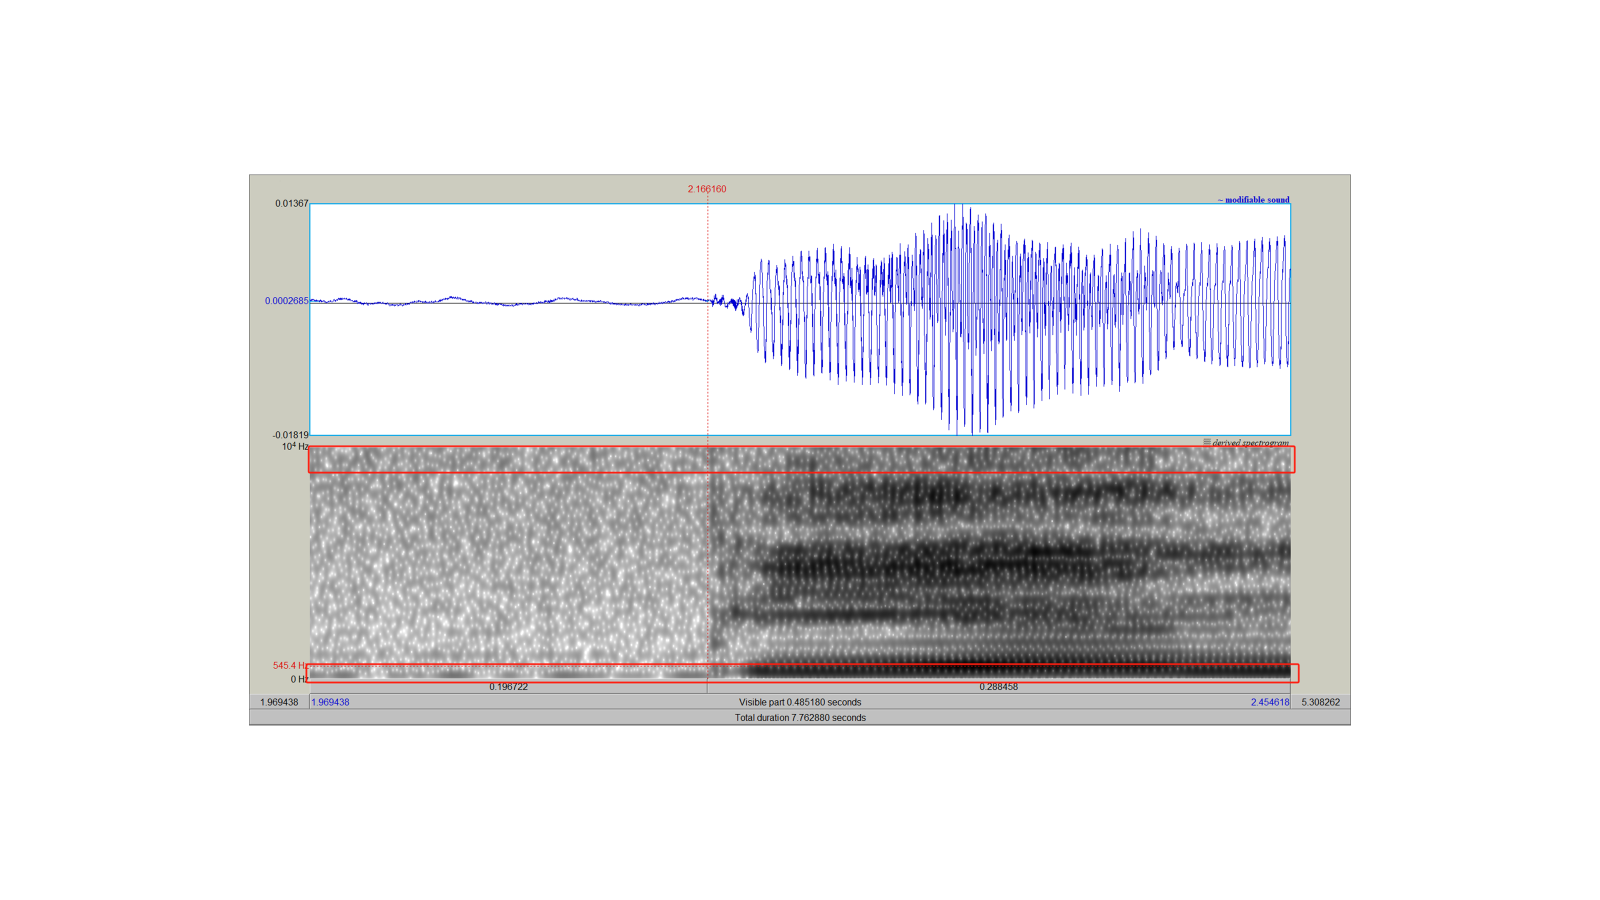 2.166160
0.01367
~ modifiable sound
0.0002685
-0.01819
10⁴ Hz
≡ derived spectrogram
545.4 Hz
0 Hz
0.196722 0.288458
1.969438 1.969438 Visible part 0.485180 seconds 2.454618 5.308262
Total duration 7.762880 seconds